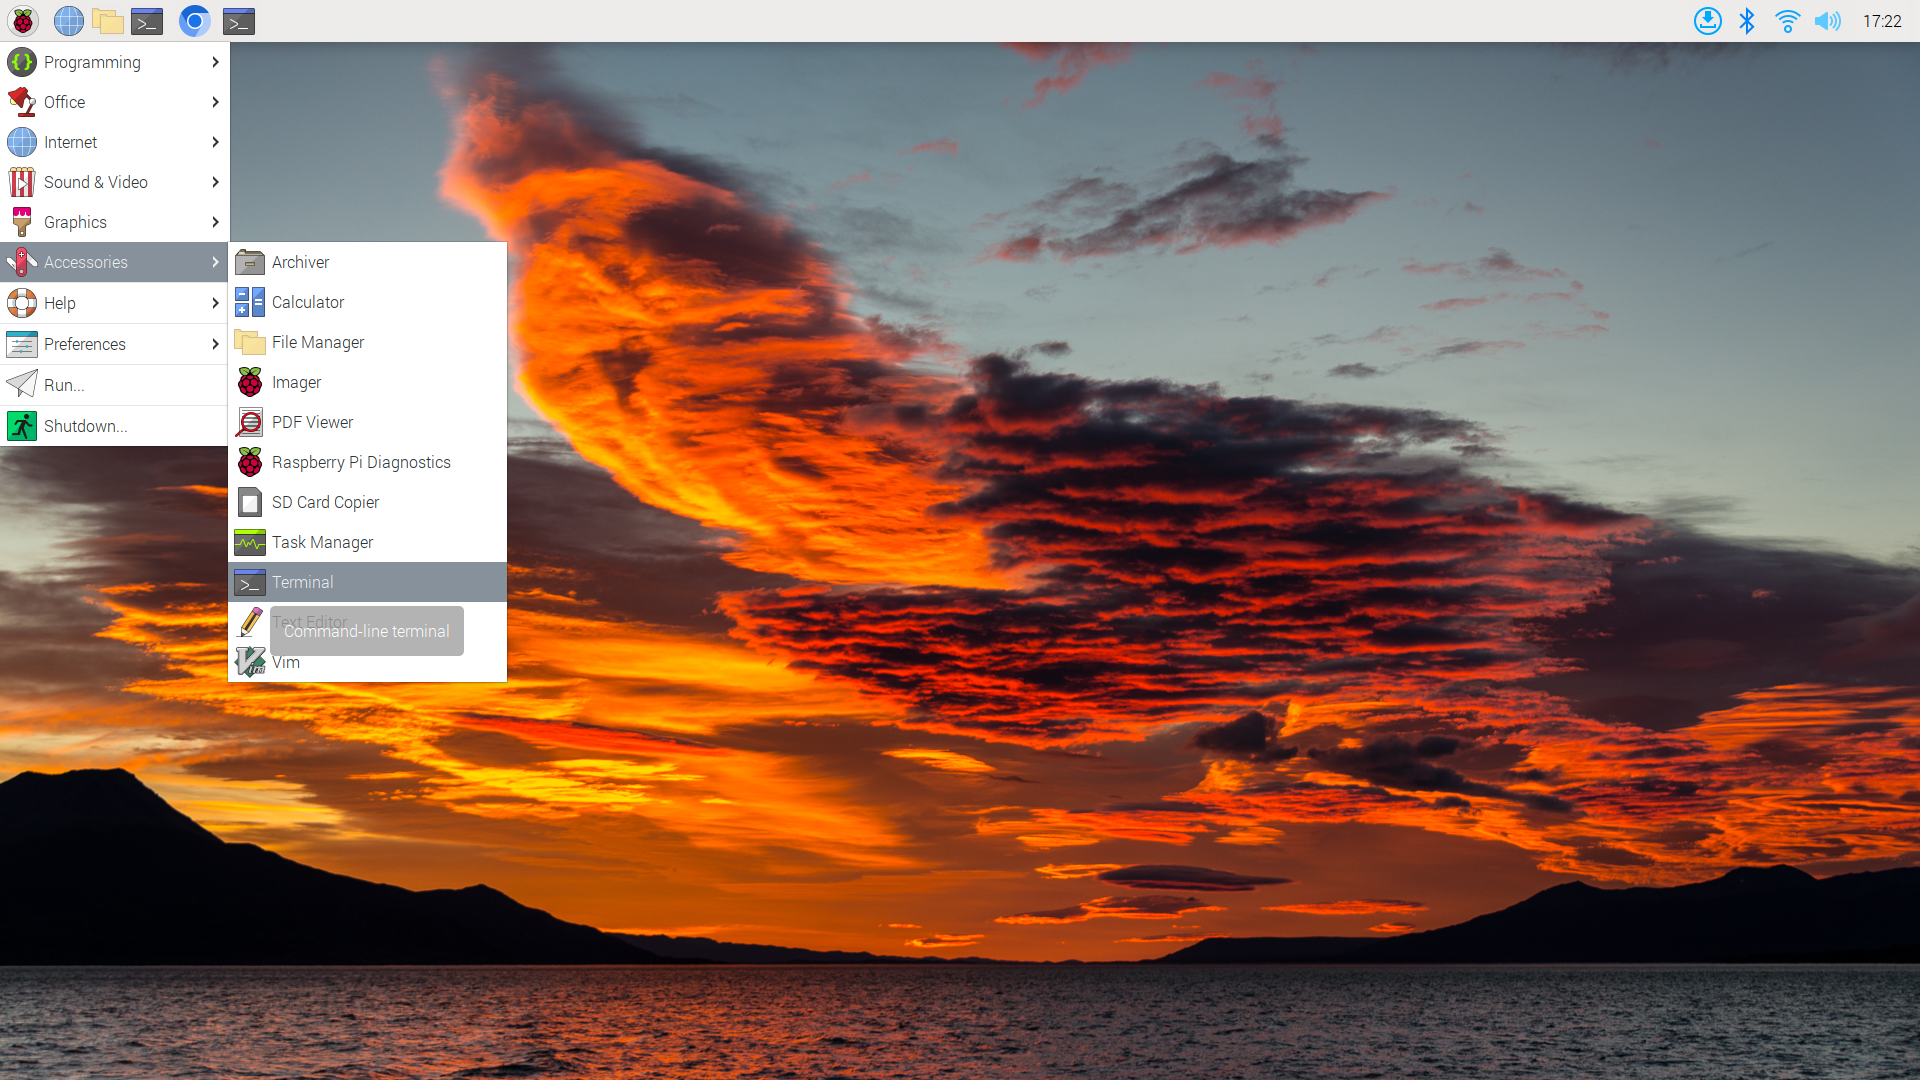 17:22
Programming
Office
Internet
Sound & Video
Graphics
Accessories
Help
Preferences
Run...
Shutdown...
Archiver
Calculator
File Manager
Imager
PDF Viewer
Raspberry Pi Diagnostics
SD Card Copier
Task Manager
Terminal
Text Editor
Command-line terminal
Vim